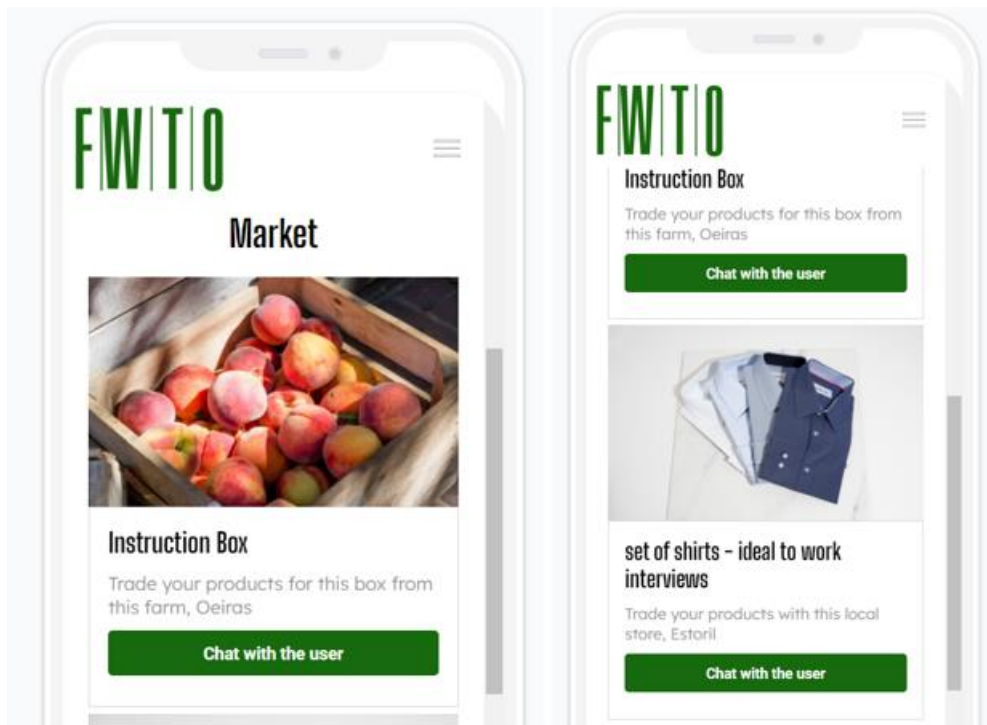 F|W|T|O
Market
Instruction Box
Trade your products for this box from
this farm, Oeiras
Chat with the user
F|W|T|O
Instruction Box
Trade your products for this box from
this farm, Oeiras
Chat with the user
set of shirts - ideal to work
interviews
Trade your products with this local
store, Estoril
Chat with the user